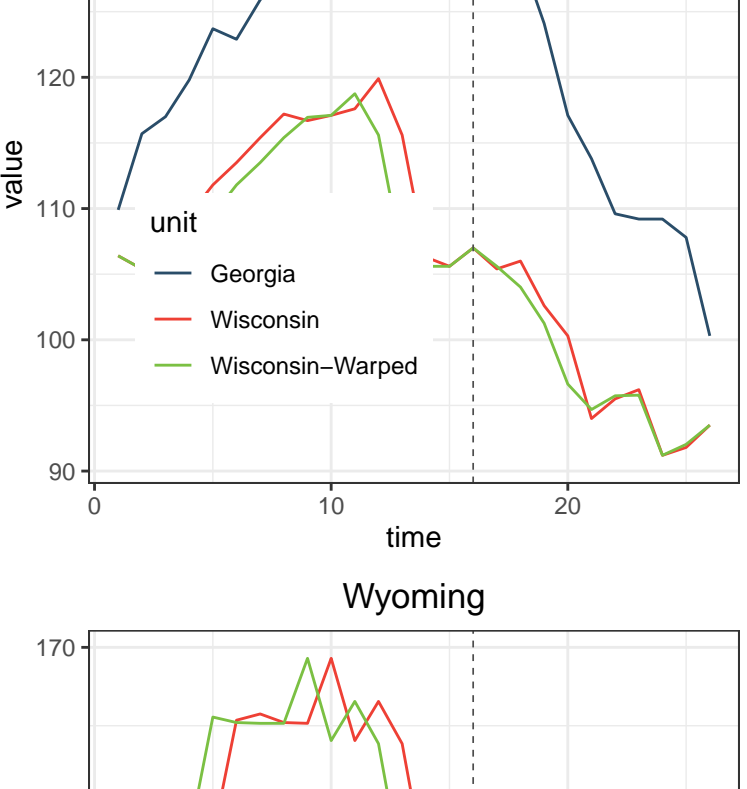 120
value
110
unit
Georgia
Wisconsin
Wisconsin−Warped
100
90
0 10 20
time
Wyoming
170